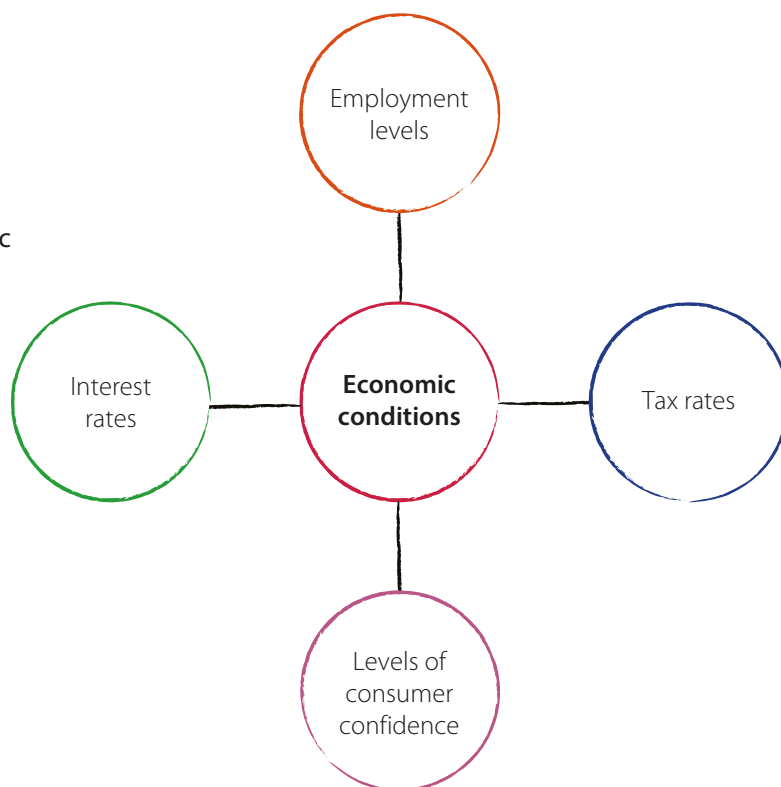 Employment
levels
c
Interest
rates
Economic
conditions
Tax rates
Levels of
consumer
confidence